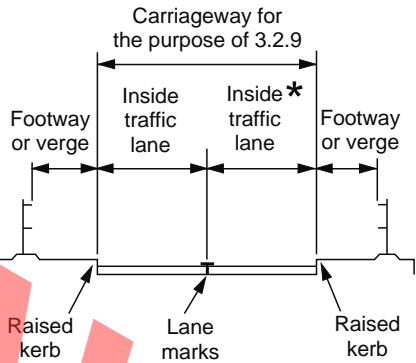 Carriageway for
the purpose of 3.2.9
Footway
or verge
Inside
traffic
lane
Inside*
traffic
lane
Footway
or verge
Raised
kerb
Lane
marks
Raised
kerb